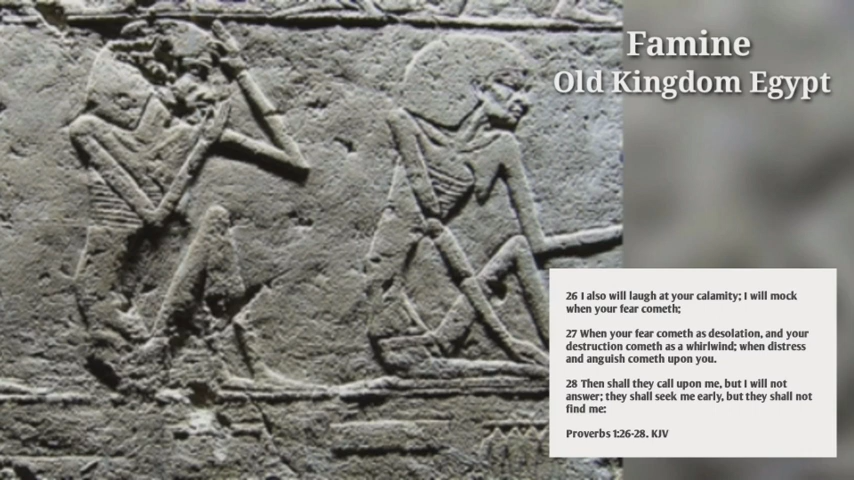 Famine
Old Kingdom Egypt
26 I also will laugh at your calamity; I will mock
when your fear cometh;
27 When your fear cometh as desolation, and your
destruction cometh as a whirlwind; when distress
and anguish cometh upon you.
28 Then shall they call upon me, but I will not
answer; they shall seek me early, but they shall not
find me:
Proverbs 1:26-28. KJV